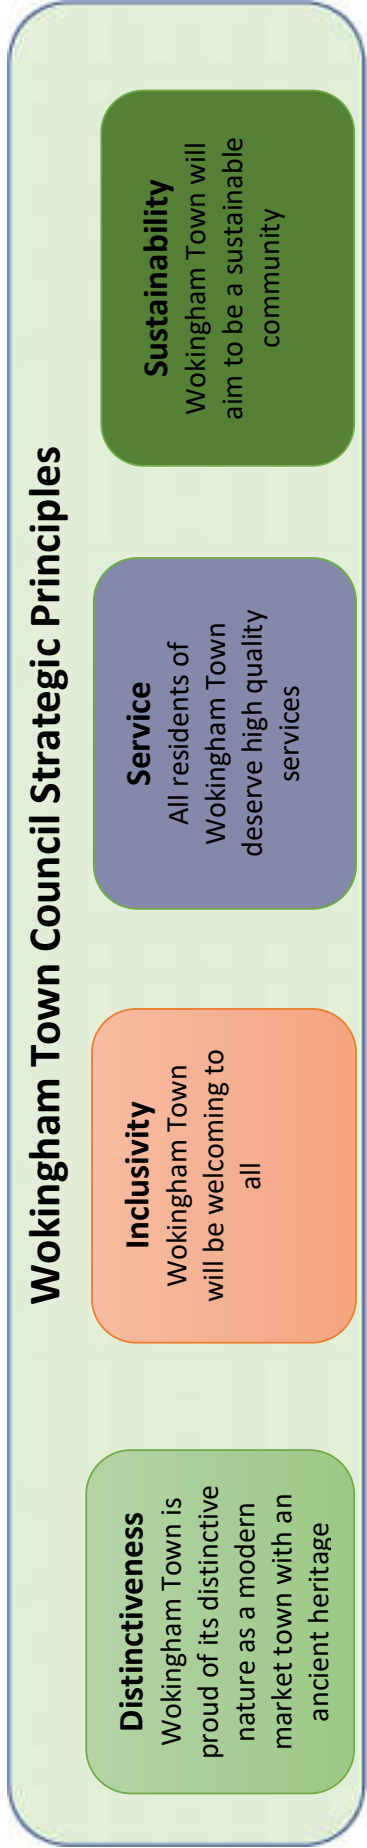 Wokingham Town Council Strategic Principles
Distinctiveness
Wokingham Town is
proud of its distinctive
nature as a modern
market town with an
ancient heritage
Inclusivity
Wokingham Town
will be welcoming to
all
Service
All residents of
Wokingham Town
deserve high quality
services
Sustainability
Wokingham Town will
aim to be a sustainable
community